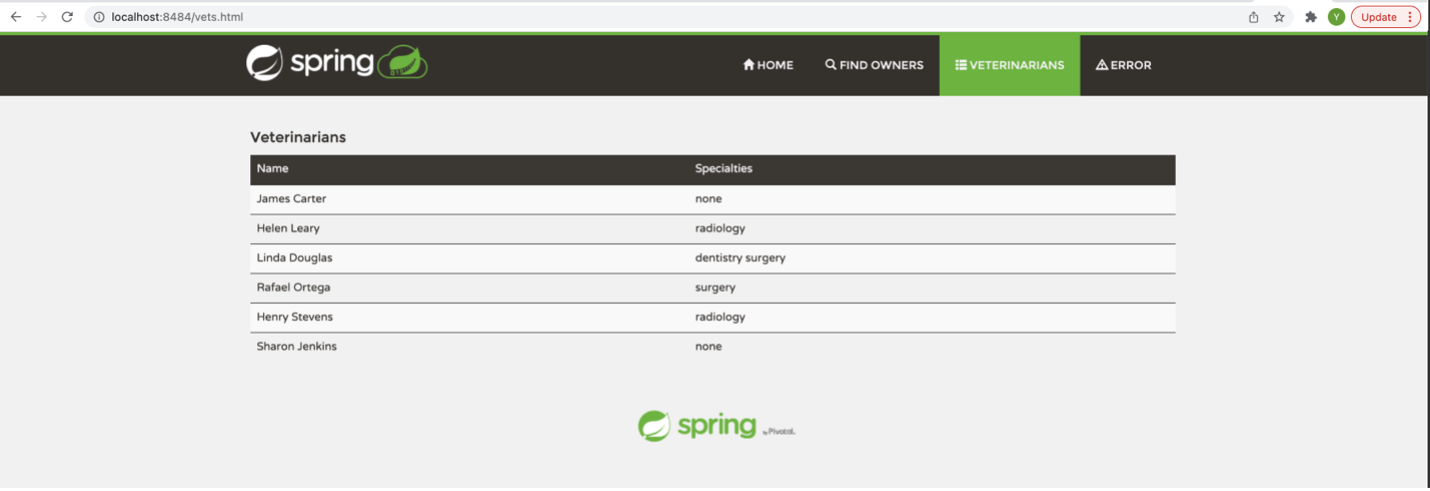 localhost:8484/vets.html
Y
Update
spring
HOME
FIND OWNERS
VETERINARIANS
ERROR
Veterinarians
Name Specialties
James Carter none
Helen Leary radiology
Linda Douglas dentistry surgery
Rafael Ortega surgery
Henry Stevens radiology
Sharon Jenkins none
spring by Pivotal.